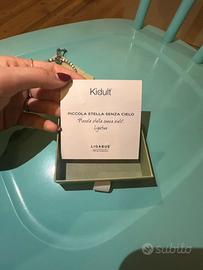 Kidult
PICCOLA STELLA SENZA CIELO
"Piccola stella senza cielo".
Ligabue
LIGABUE
subito